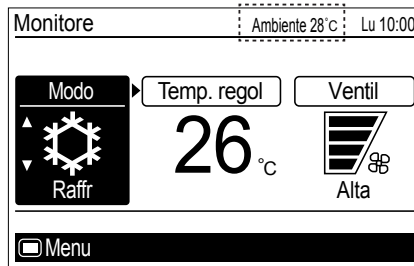 Monitore Ambiente 28°C Lu 10:00
Modo Temp. regol Ventil
26 °C
Raffr Alta
Menu